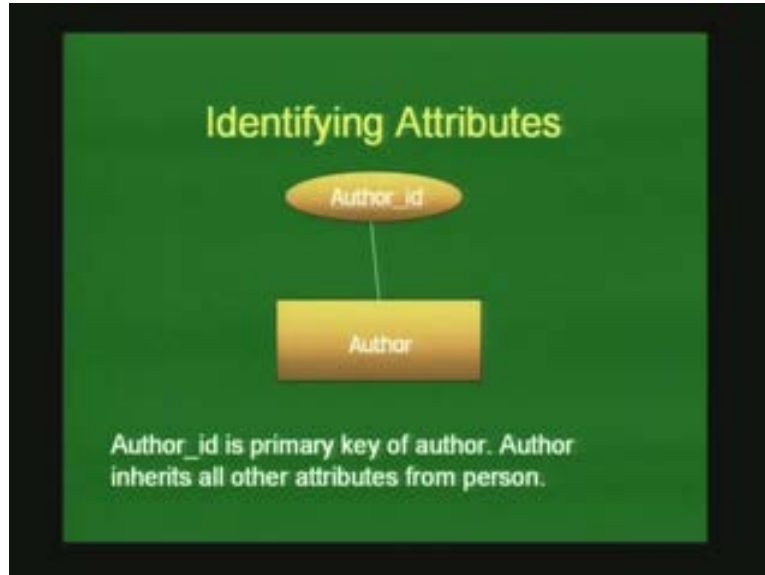 Identifying Attributes
Author_id
Author
Author_id is primary key of author. Author
inherits all other attributes from person.